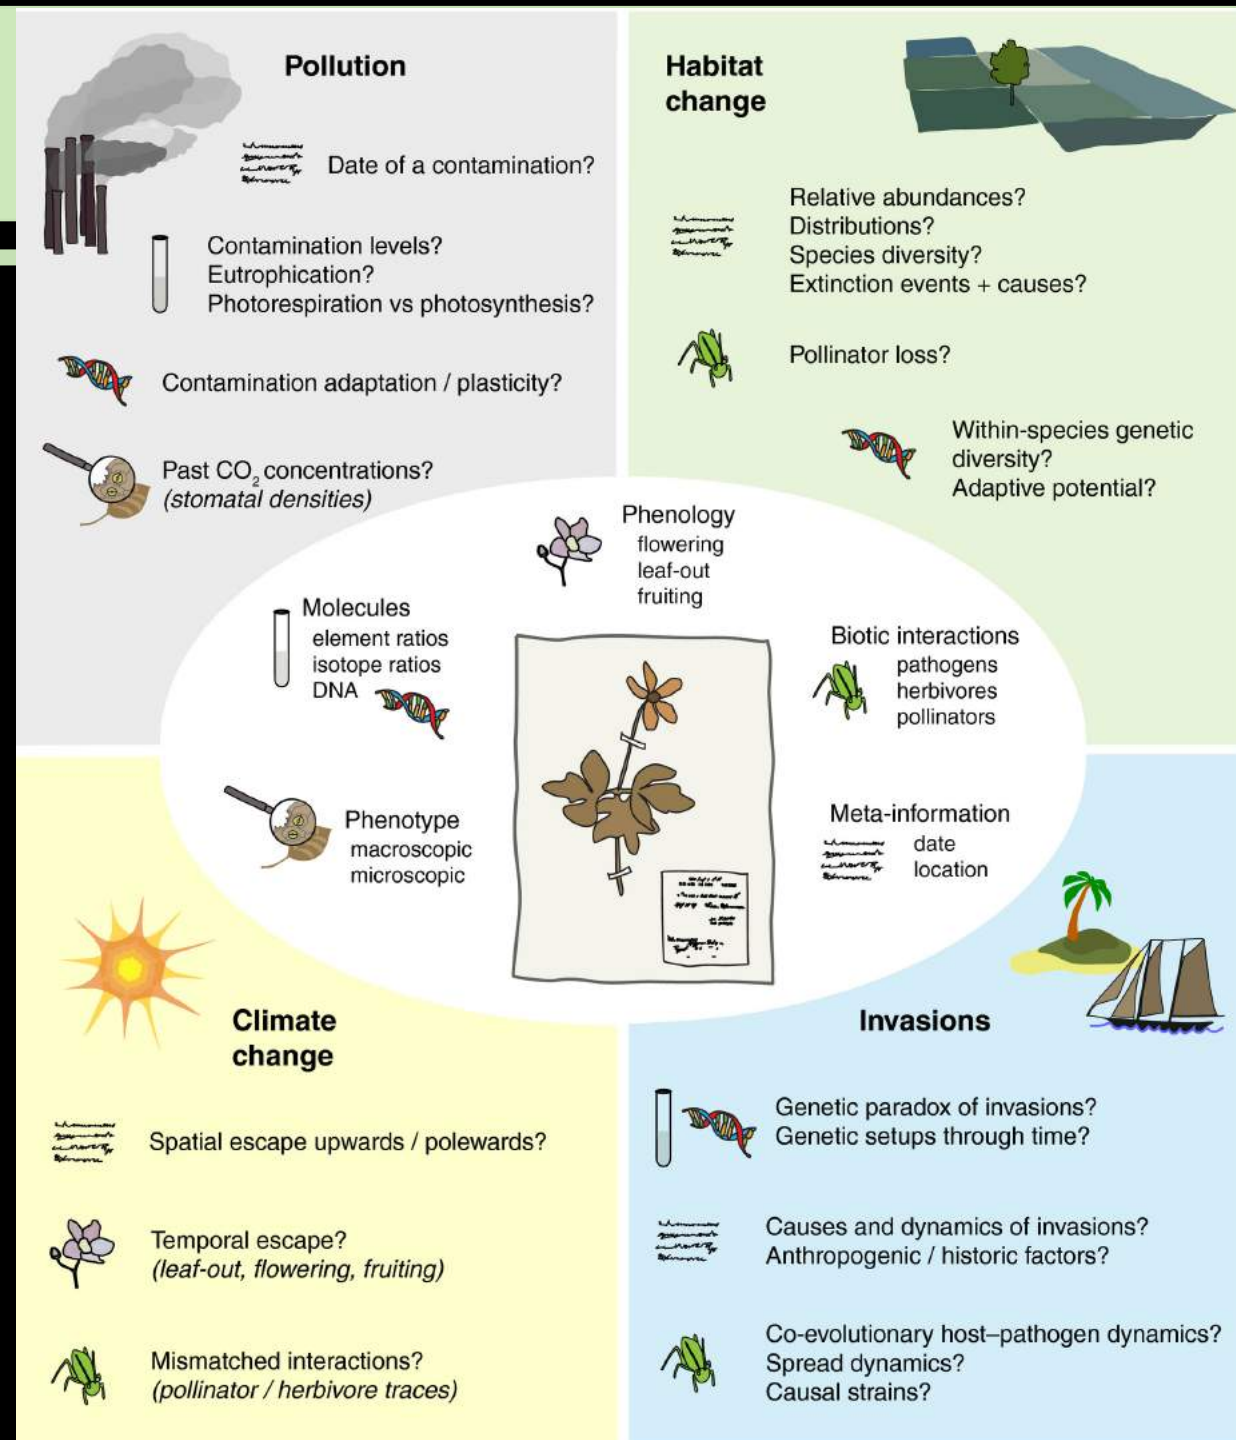 Pollution
Date of a contamination?
Contamination levels?
Eutrophication?
Photorespiration vs photosynthesis?
Contamination adaptation / plasticity?
Past CO₂ concentrations?
(stomatal densities)
Habitat
change
Relative abundances?
Distributions?
Species diversity?
Extinction events + causes?
Pollinator loss?
Within-species genetic
diversity?
Adaptive potential?
Phenology
flowering
leaf-out
fruiting
Molecules
element ratios
isotope ratios
DNA
Biotic interactions
pathogens
herbivores
pollinators
Phenotype
macroscopic
microscopic
Meta-information
date
location
Climate
change
Spatial escape upwards / polewards?
Temporal escape?
(leaf-out, flowering, fruiting)
Mismatched interactions?
(pollinator / herbivore traces)
Invasions
Genetic paradox of invasions?
Genetic setups through time?
Causes and dynamics of invasions?
Anthropogenic / historic factors?
Co-evolutionary host–pathogen dynamics?
Spread dynamics?
Causal strains?